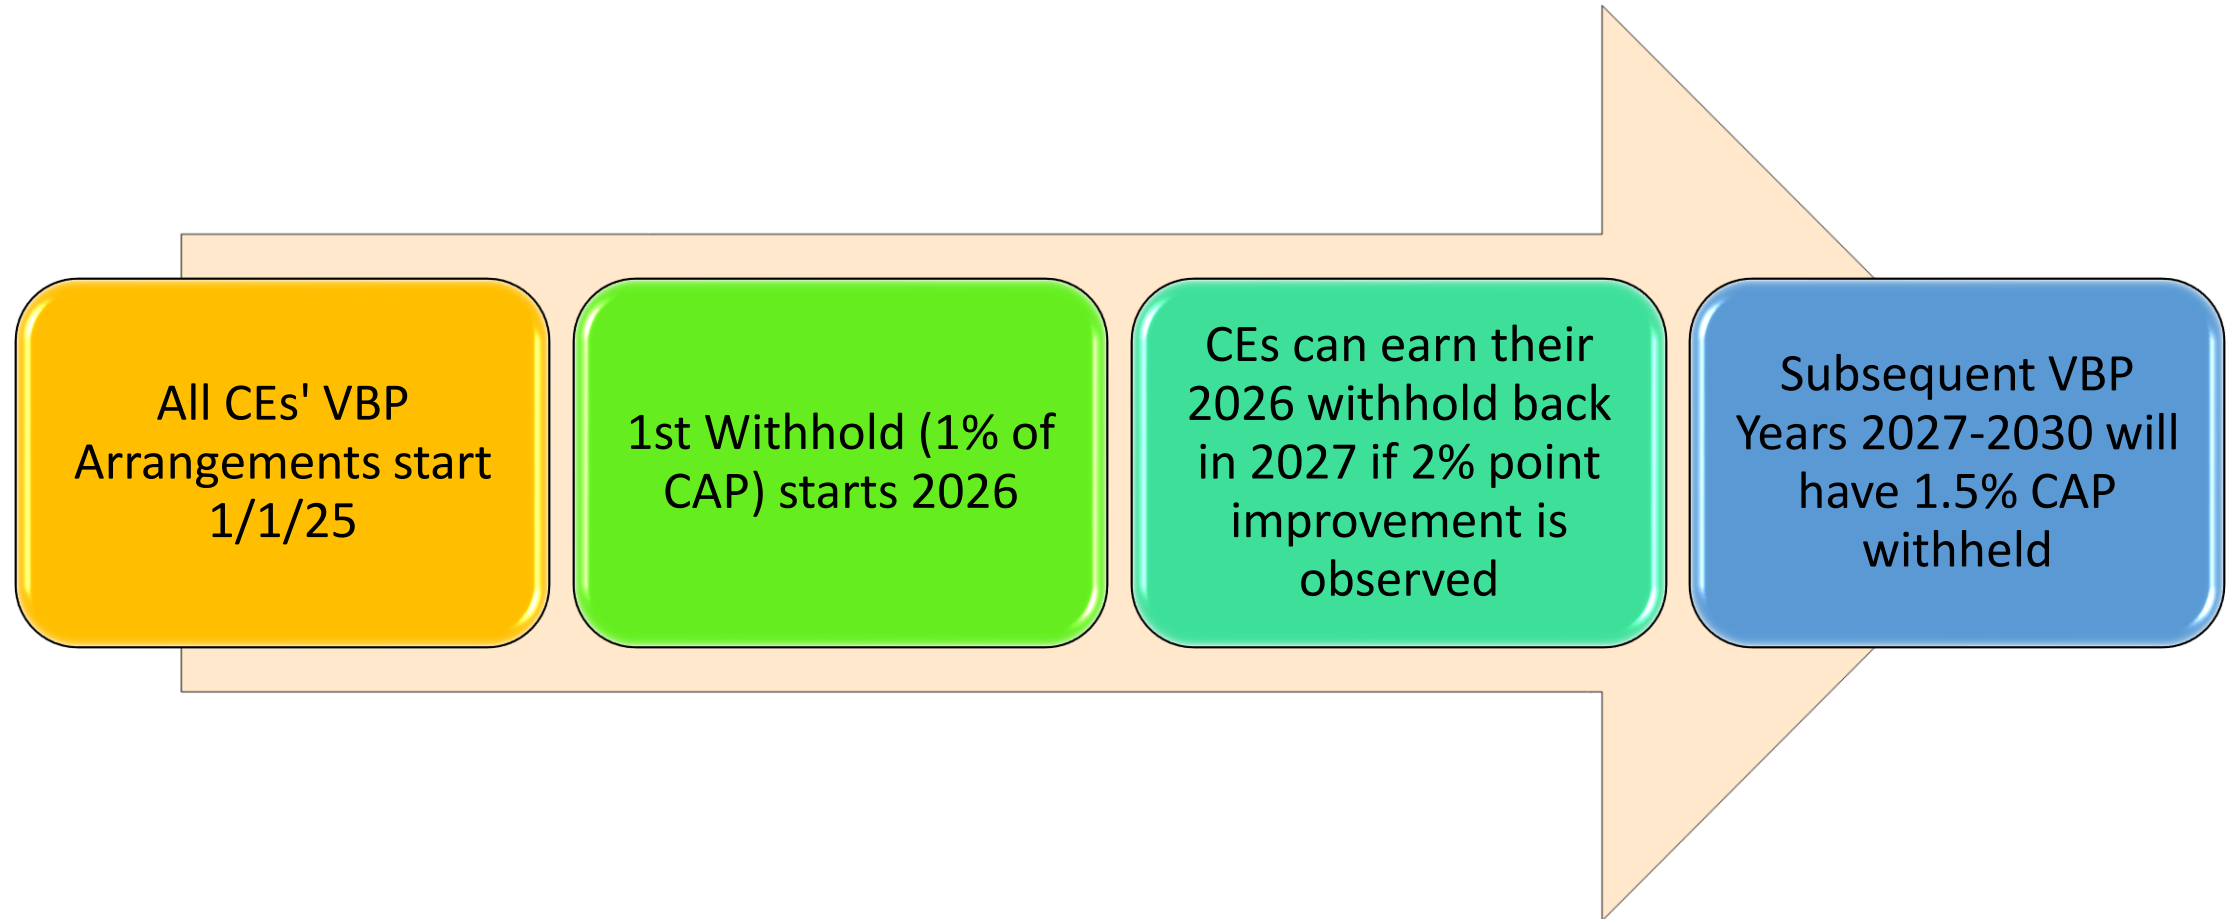 All CEs' VBP
Arrangements start
1/1/25
1st Withhold (1% of
CAP) starts 2026
CEs can earn their
2026 withhold back
in 2027 if 2% point
improvement is
observed
Subsequent VBP
Years 2027-2030 will
have 1.5% CAP
withheld